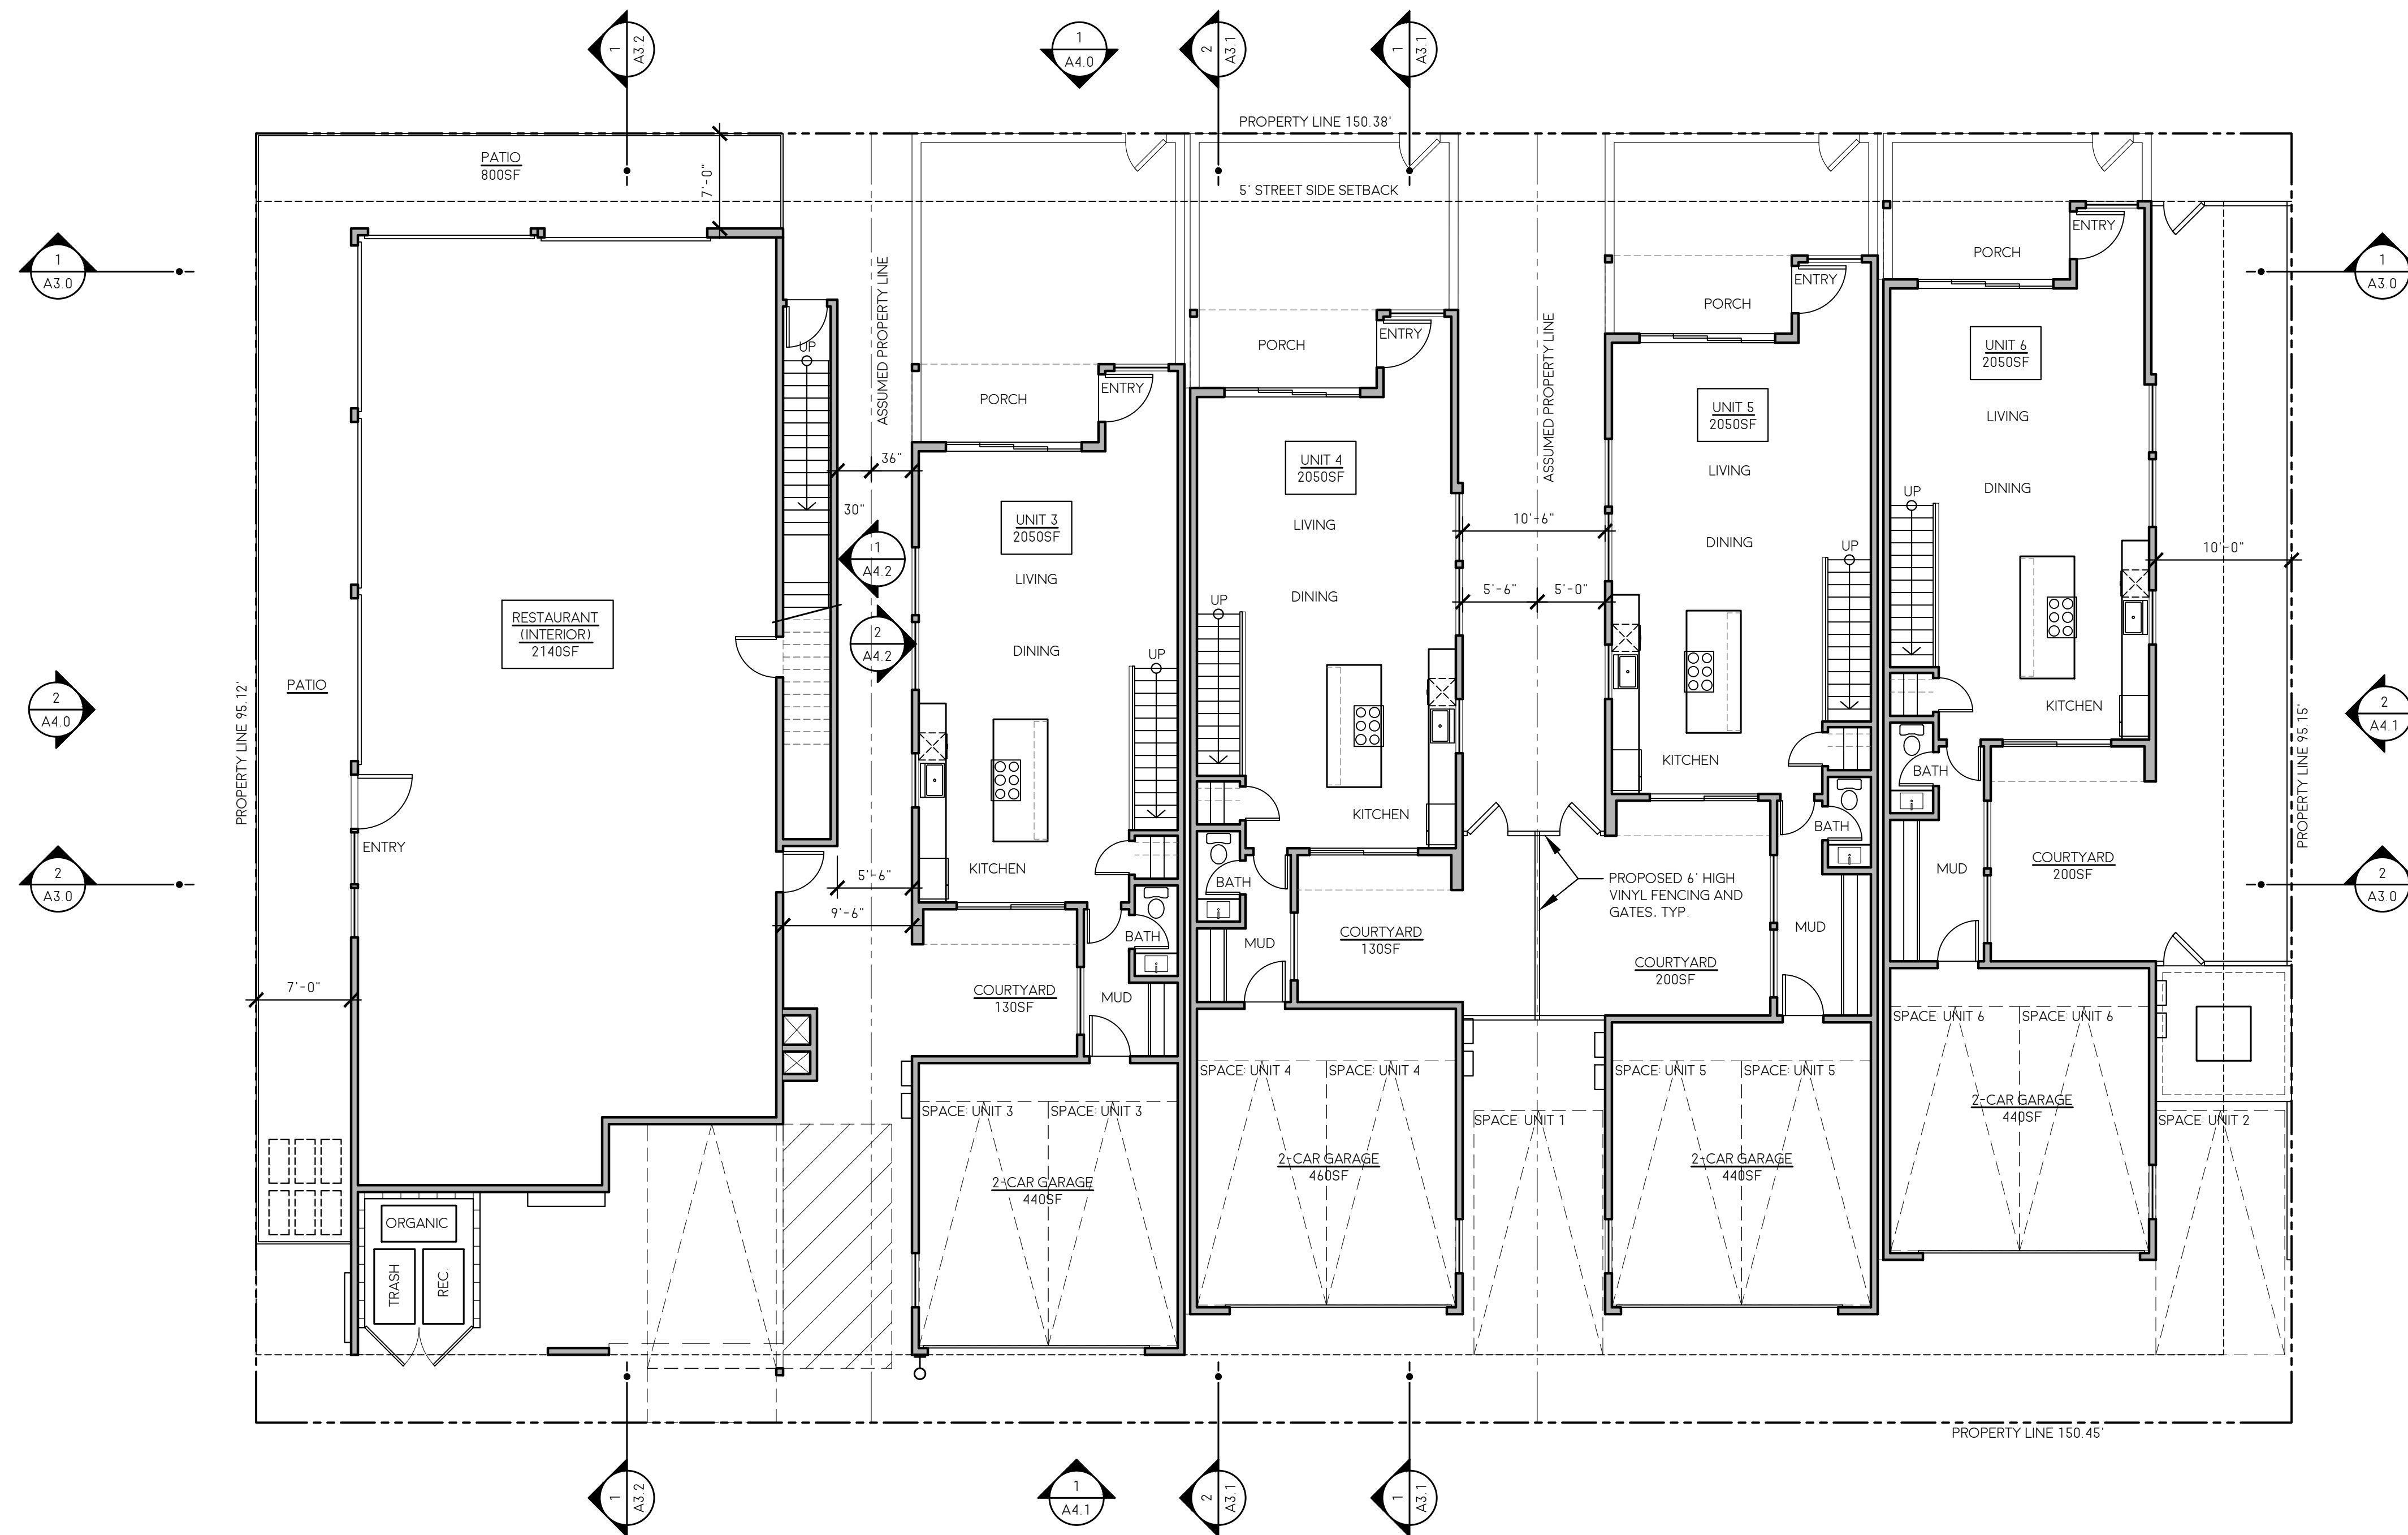 1
A3.2
1
A4.0
2
A3.1
1
A3.1
PROPERTY LINE 150.38'
PATIO
800SF
7'-0"
5' STREET SIDE SETBACK
1
A3.0
1
A3.0
ASSUMED PROPERTY LINE
ASSUMED PROPERTY LINE
UP
PORCH
ENTRY
PORCH
ENTRY
PORCH
ENTRY
PORCH
ENTRY
UNIT 3
2050SF
LIVING
DINING
UP
KITCHEN
UNIT 4
2050SF
LIVING
DINING
UP
KITCHEN
UNIT 5
2050SF
LIVING
DINING
UP
KITCHEN
UNIT 6
2050SF
LIVING
DINING
UP
KITCHEN
36"
30"
1
A4.2
2
A4.2
10'-6"
5'-6"
5'-0"
10'-0"
RESTAURANT
(INTERIOR)
2140SF
PATIO
PROPERTY LINE 95.12'
2
A4.0
2
A4.1
PROPERTY LINE 95.15'
ENTRY
2
A3.0
2
A3.0
5'-6"
9'-6"
7'-0"
BATH
MUD
COURTYARD
130SF
BATH
MUD
COURTYARD
130SF
PROPOSED 6' HIGH
VINYL FENCING AND
GATES, TYP.
COURTYARD
200SF
BATH
MUD
BATH
MUD
COURTYARD
200SF
SPACE: UNIT 3
SPACE: UNIT 3
2-CAR GARAGE
440SF
SPACE: UNIT 4
SPACE: UNIT 4
2-CAR GARAGE
460SF
SPACE: UNIT 1
SPACE: UNIT 5
SPACE: UNIT 5
2-CAR GARAGE
440SF
SPACE: UNIT 6
SPACE: UNIT 6
2-CAR GARAGE
440SF
SPACE: UNIT 2
ORGANIC
TRASH
REC.
PROPERTY LINE 150.45'
1
A3.2
1
A4.1
2
A3.1
1
A3.1